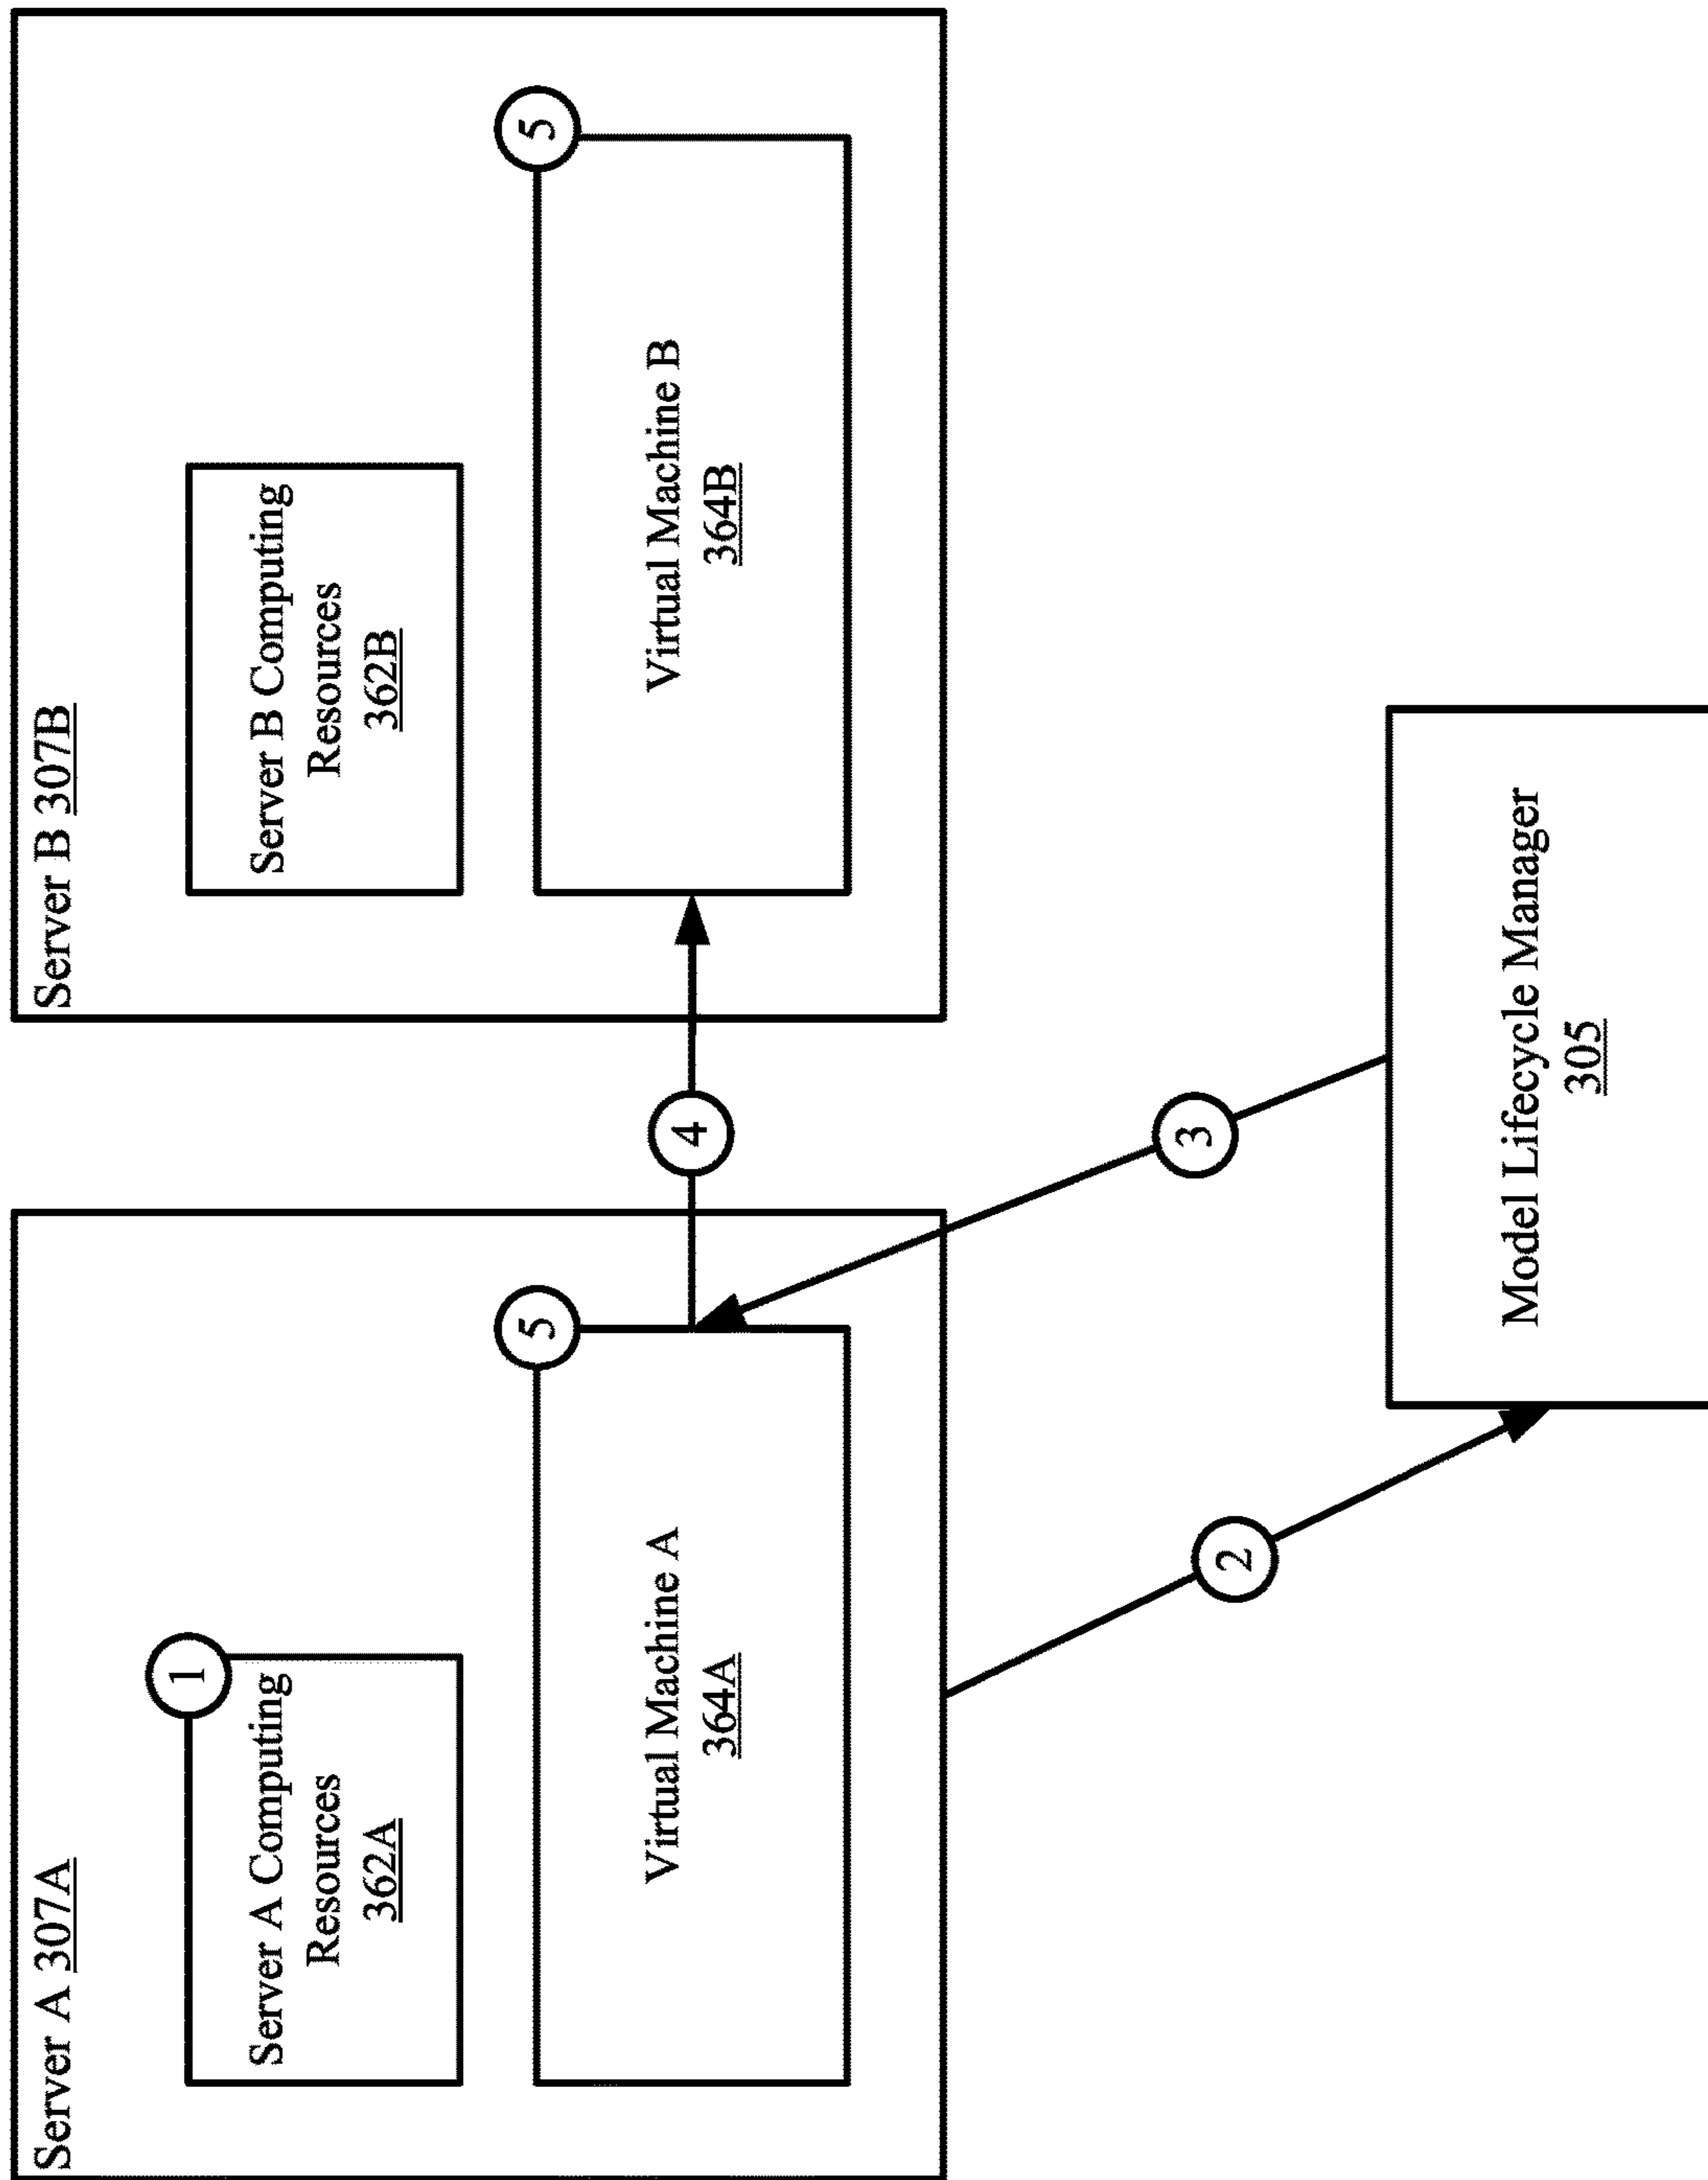 Server A 307A
1
Server A Computing
Resources
362A
5
Virtual Machine A
364A
4
Server B 307B
Server B Computing
Resources
362B
5
Virtual Machine B
364B
2
3
Model Lifecycle Manager
305